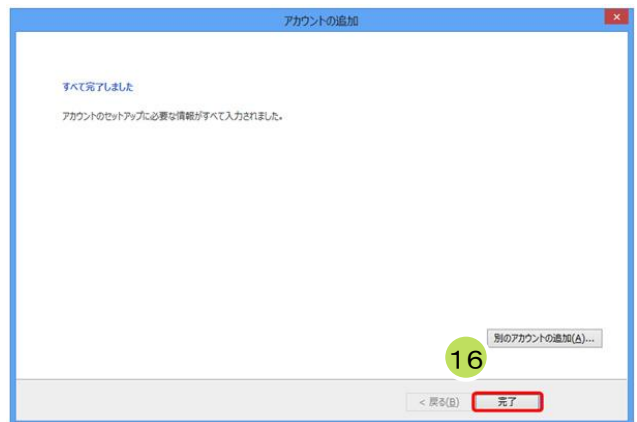 アカウントの追加
すべて完了しました
アカウントのセットアップに必要な情報がすべて入力されました。
別のアカウントの追加(A)...
16
< 戻る(B)
完了